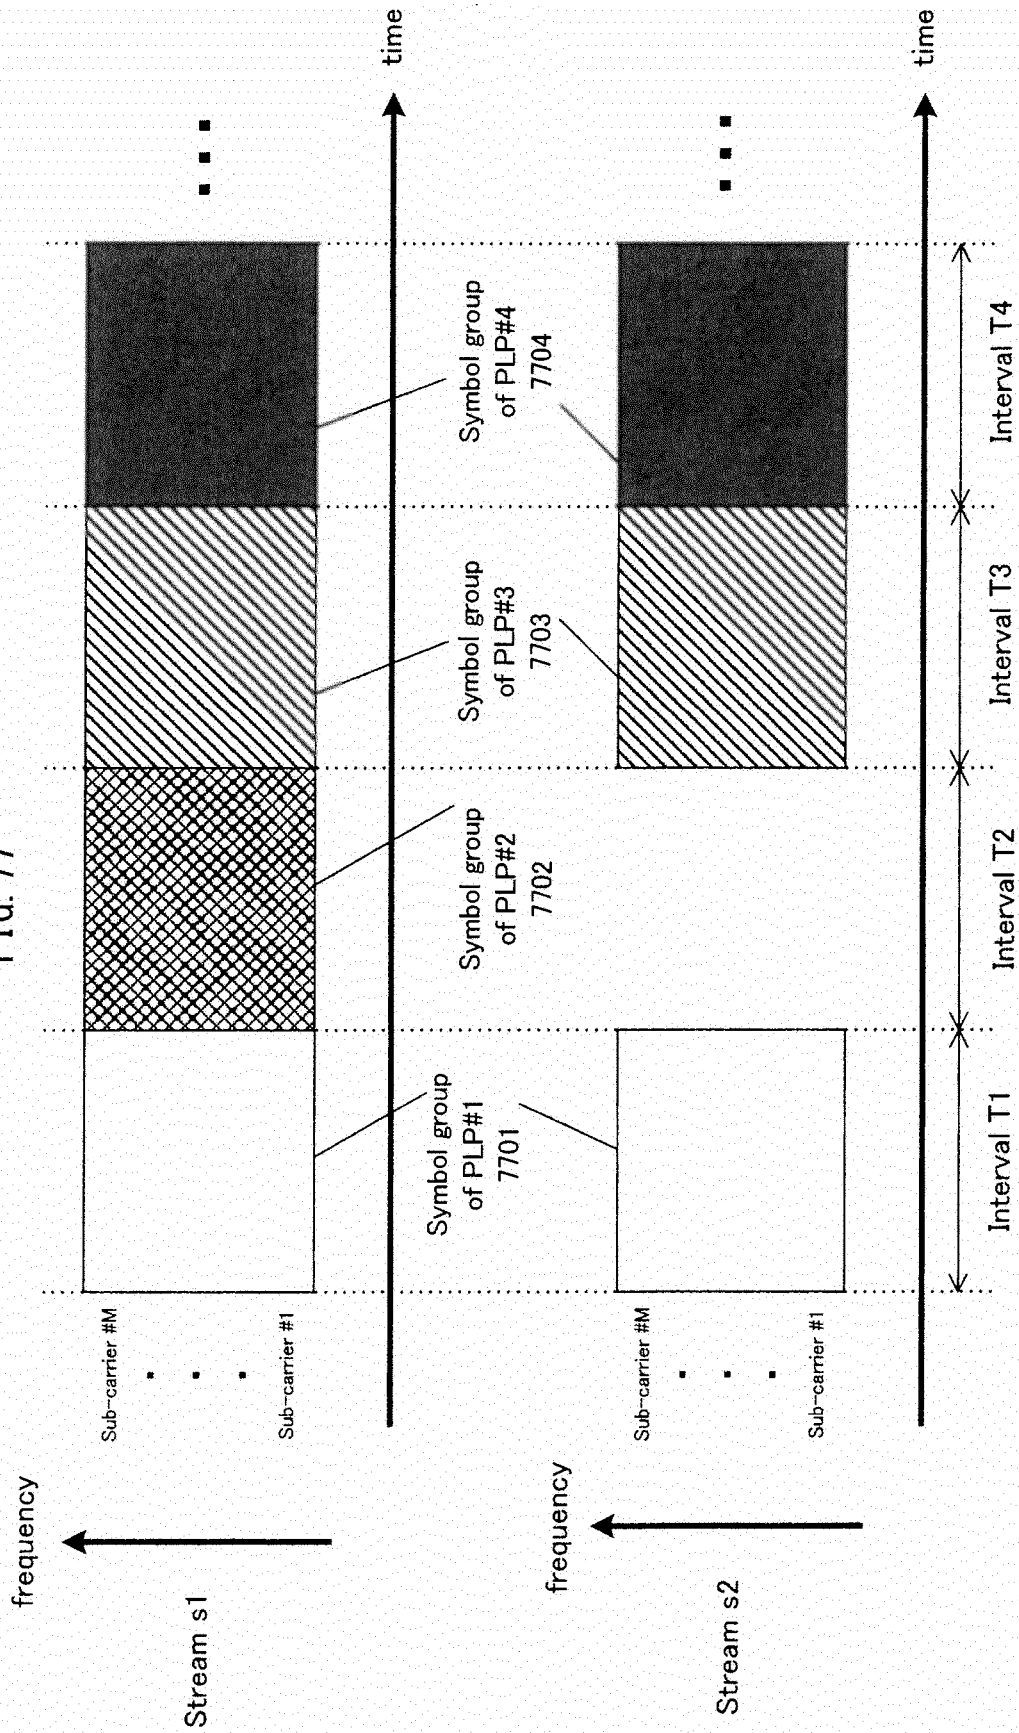 FIG. 77
frequency
Stream s1
Sub-carrier #M
Sub-carrier #1
time
Symbol group
of PLP#1
7701
Symbol group
of PLP#2
7702
Symbol group
of PLP#3
7703
Symbol group
of PLP#4
7704
frequency
Stream s2
Sub-carrier #M
Sub-carrier #1
time
Interval T1
Interval T2
Interval T3
Interval T4